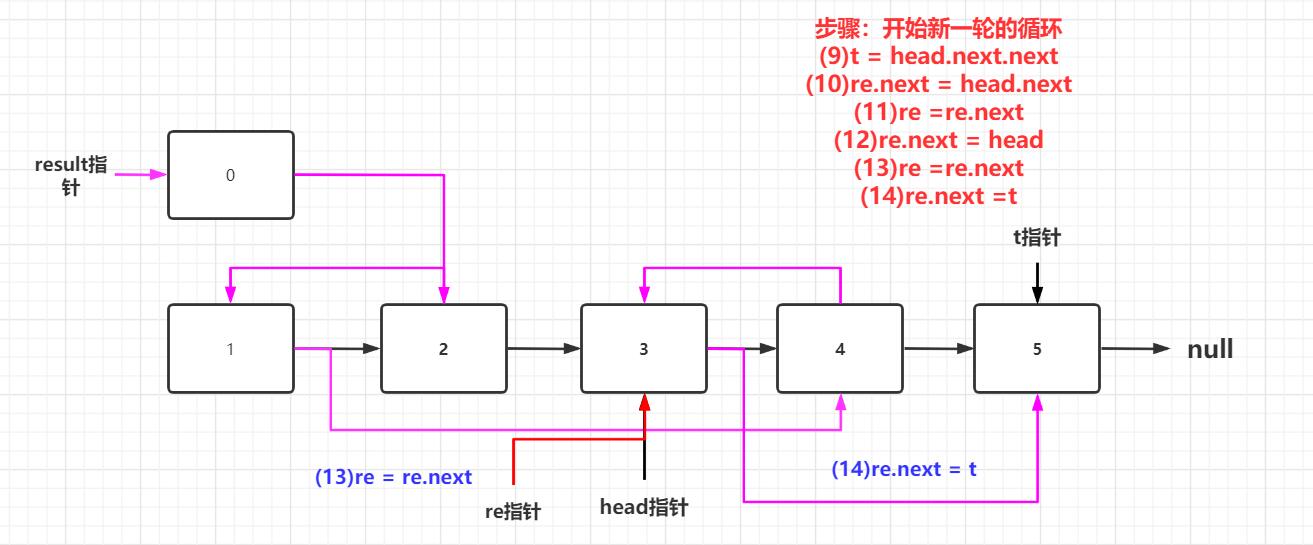 步骤：开始新一轮的循环
(9)t = head.next.next
(10)re.next = head.next
(11)re =re.next
(12)re.next = head
(13)re =re.next
(14)re.next =t
result指
针
0
t指针
1
2
3
4
5
null
(13)re = re.next
(14)re.next = t
re指针
head指针